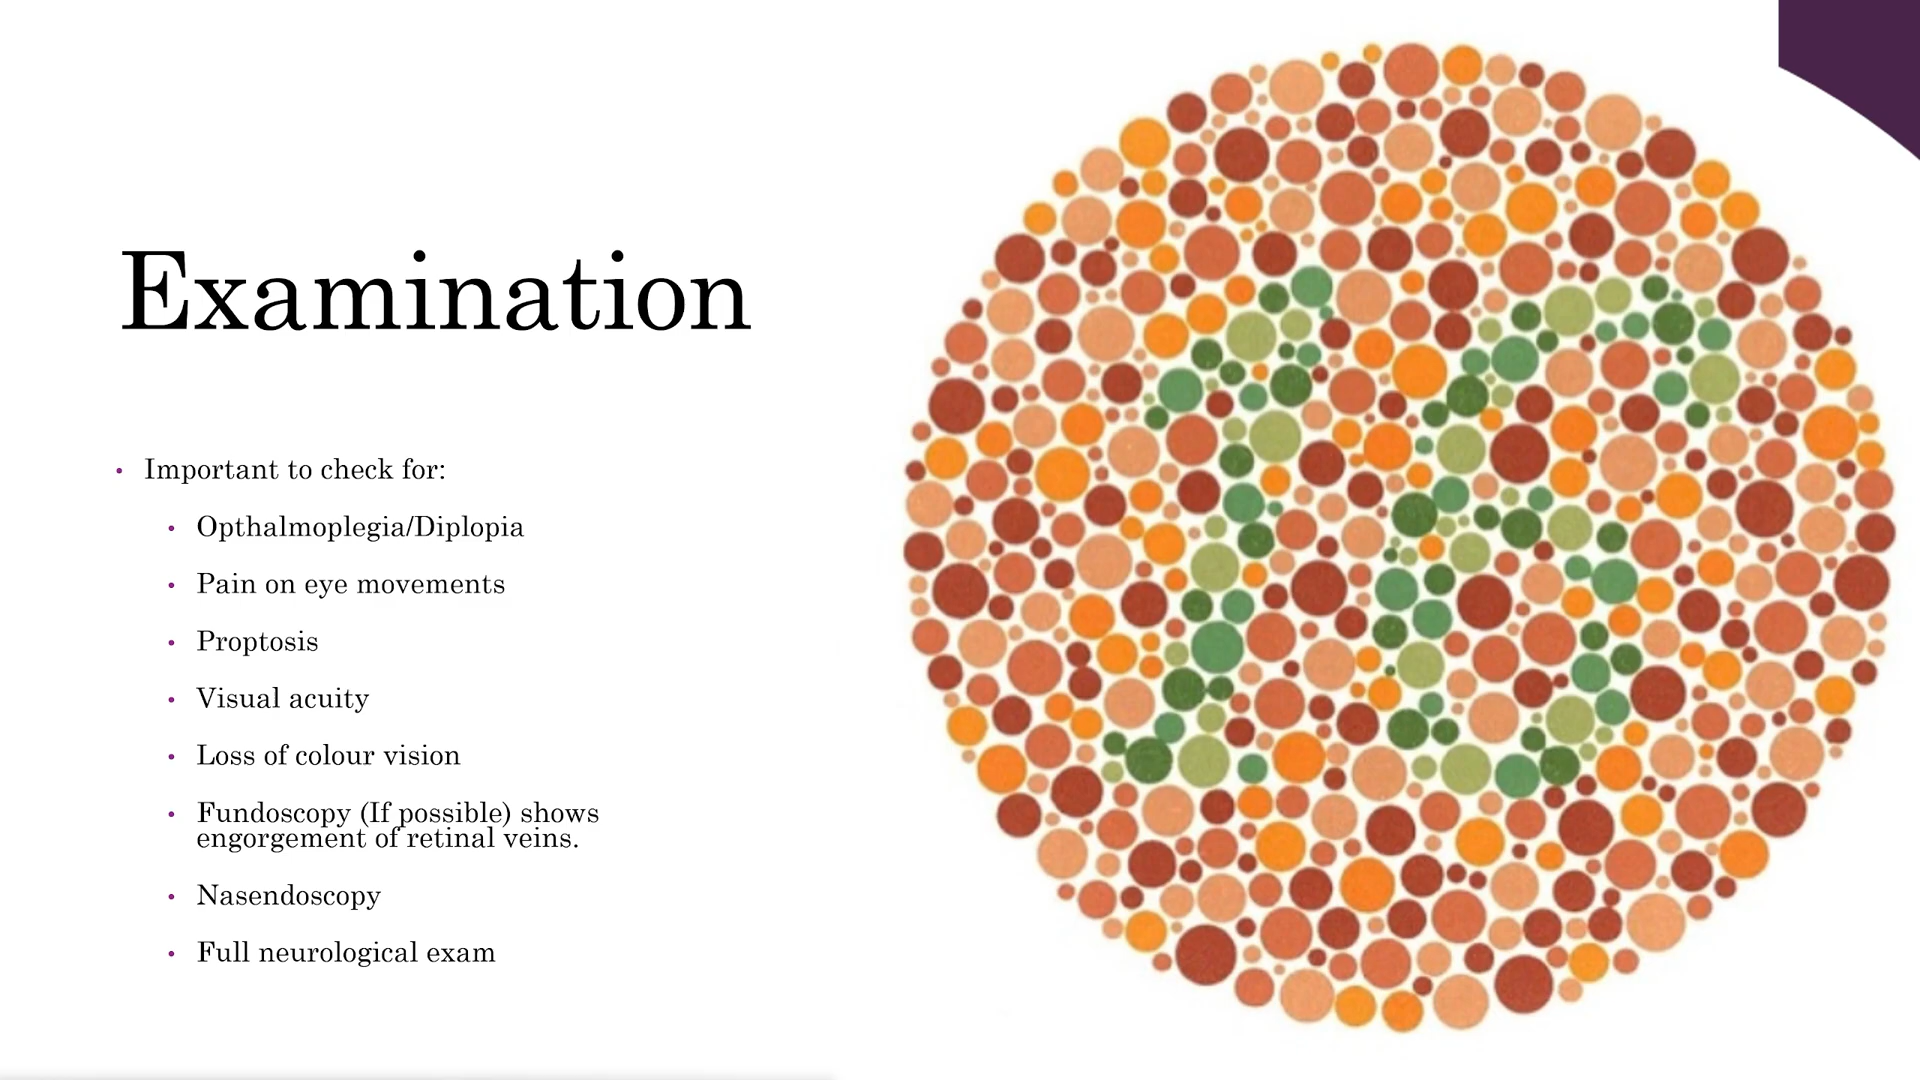 Examination
• Important to check for:
• Opthalmoplegia/Diplopia
• Pain on eye movements
• Proptosis
• Visual acuity
• Loss of colour vision
• Fundoscopy (If possible) shows
engorgement of retinal veins.
• Nasendoscopy
• Full neurological exam
16